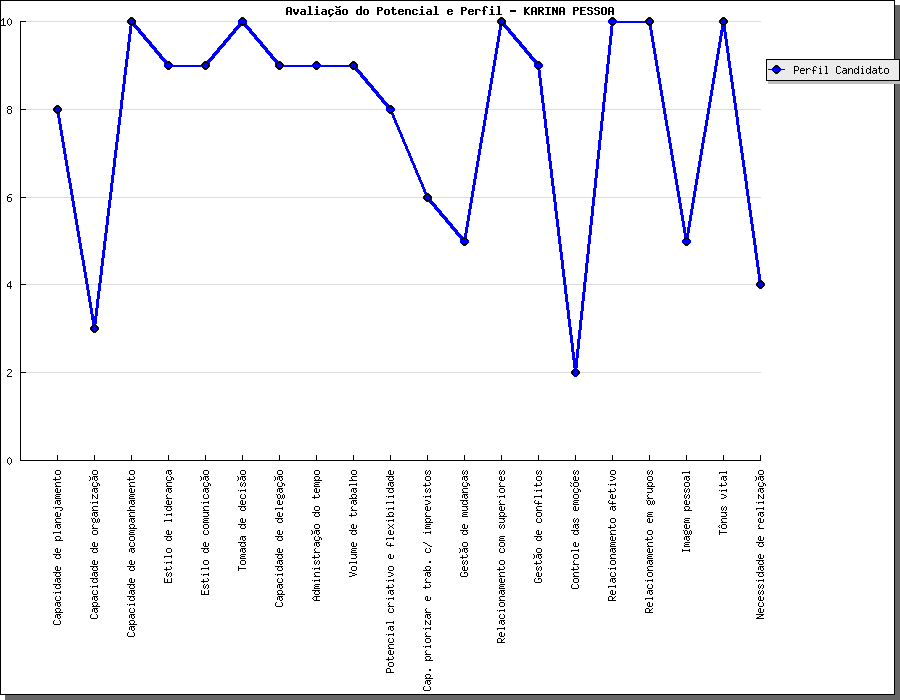 Avaliação do Potencial e Perfil - KARINA PESSOA
10
8
6
4
2
0
Perfil Candidato
Capacidade de planejamento
Capacidade de organização
Capacidade de acompanhamento
Estilo de liderança
Estilo de comunicação
Tomada de decisão
Capacidade de delegação
Administração do tempo
Volume de trabalho
Potencial criativo e flexibilidade
Cap. priorizar e trab. c/ imprevistos
Gestão de mudanças
Relacionamento com superiores
Gestão de conflitos
Controle das emoções
Relacionamento afetivo
Relacionamento em grupos
Imagem pessoal
Tônus vital
Necessidade de realização